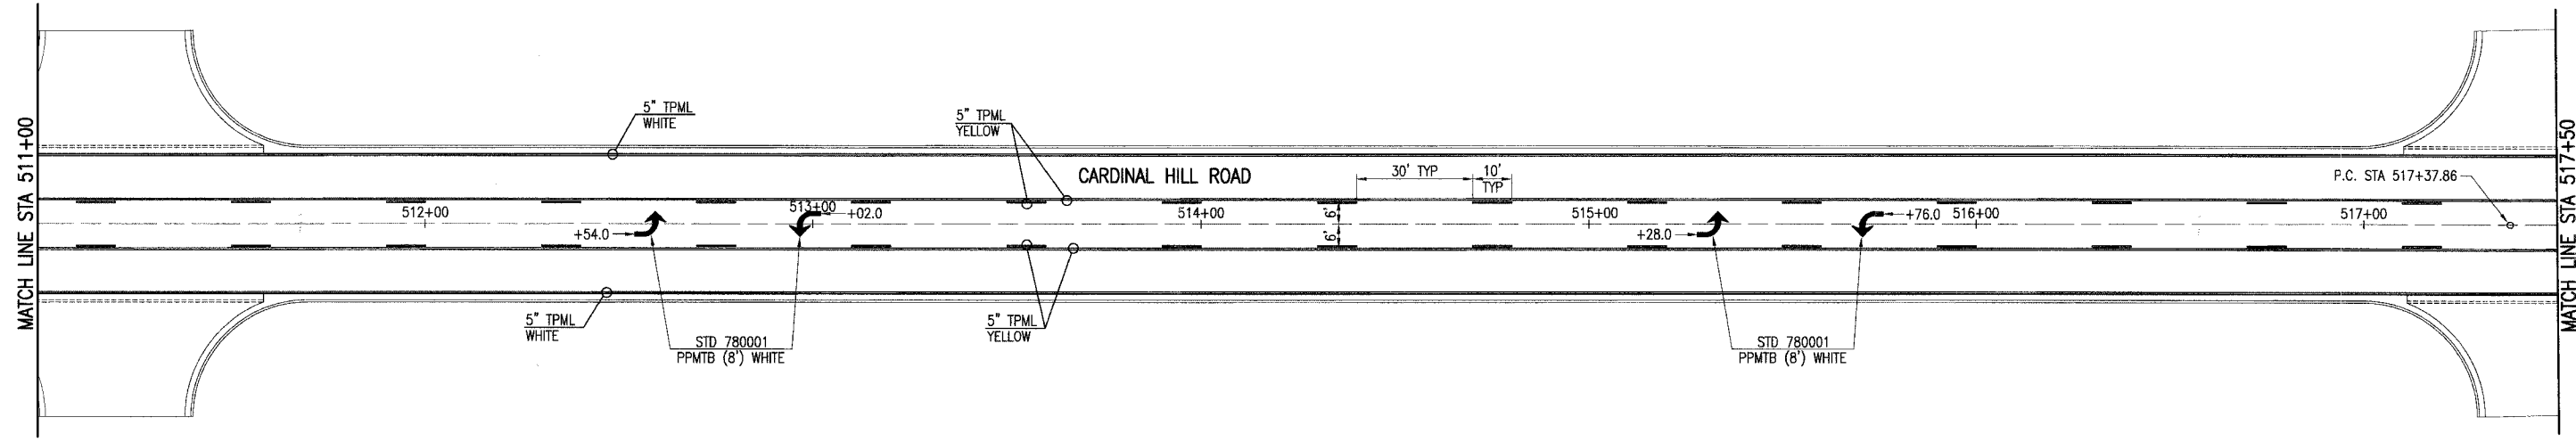 MATCH LINE STA 511+00
5" TPML
WHITE
5" TPML
YELLOW
CARDINAL HILL ROAD
30' TYP
10'
TYP
P.C. STA 517+37.86
512+00
513+00
+02.0
514+00
6'
6'
515+00
+76.0
516+00
517+00
+54.0
+28.0
5" TPML
WHITE
5" TPML
YELLOW
STD 780001
PPMTB (8') WHITE
STD 780001
PPMTB (8') WHITE
MATCH LINE STA 517+50